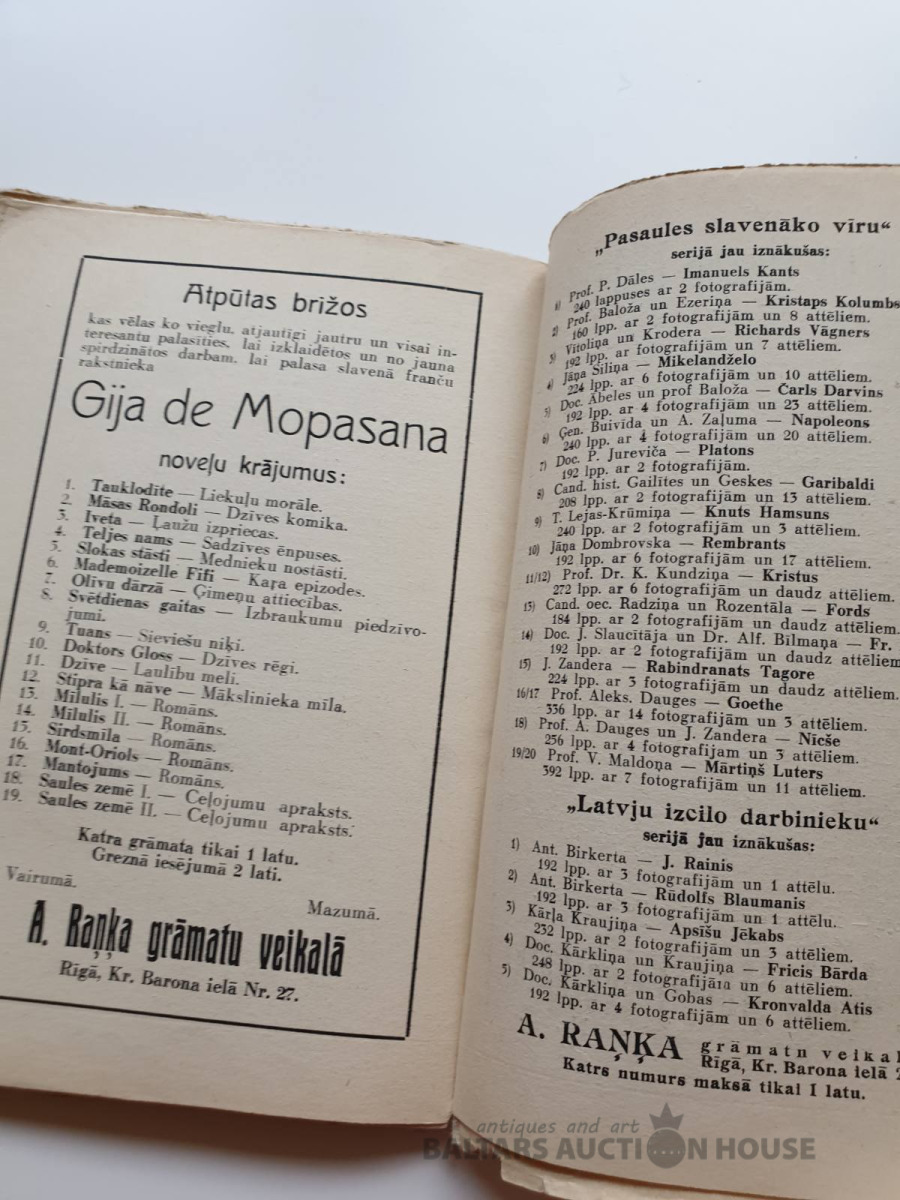 Atpūtas brīžos
kas vēlas ko vieglu, atjautīgi jautru un visai in-
teresantu palasīties, lai izklaidētos un no jauna
spirdzinātos darbam, lai palasa slavenā franču
rakstnieka
Gija de Mopasana
noveļu krājumus:
1. Tauklodīte — Liekuļu morāle.
2. Māsas Rondoli — Dzīves komika.
3. Iveta — Ļaužu izpriecas.
4. Teljes nams — Sadzīves ēnpuses.
5. Slokas stāsti — Mednieku nostāsti.
6. Mademoizelle Fifi — Kaŗa epizodes.
7. Olīvu dārzā — Ģimeņu attiecības.
8. Svētdienas gaitas — Izbraukumu piedzīvo-
jumi.
9. Tuans — Sieviešu niķi.
10. Doktors Gloss — Dzīves rēgi.
11. Dzīve — Laulību meli.
12. Stipra kā nāve — Mākslinieka mīla.
13. Mīlulis I. — Romāns.
14. Mīlulis II. — Romāns.
15. Sirdsmīla — Romāns.
16. Mont-Oriols — Romāns.
17. Mantojums — Romāns.
18. Saules zemē I. — Ceļojumu apraksts.
19. Saules zemē II. — Ceļojumu apraksts.
Katra grāmata tikai 1 latu.
Greznā iesējumā 2 lati.
Vairumā.
Mazumā.
A. Raņķa grāmatu veikalā
Rīgā, Kr. Barona ielā Nr. 27.
„Pasaules slavenāko vīru“
serijā jau iznākušas:
1) Prof. P. Dāles — Imanuels Kants
240 lappuses ar 2 fotografijām.
2) Prof. Baloža un Ezeriņa — Kristaps Kolumbs
160 lpp. ar 2 fotografijām un 8 attēliem.
3) Vītoliņa un Krodera — Richards Vāgners
192 lpp. ar fotografijām un 7 attēliem.
4) Jāņa Siliņa — Mikelandželo
224 lpp. ar 6 fotografijām un 10 attēliem.
5) Doc. Ābeles un prof Baloža — Čarls Darvins
192 lpp. ar 4 fotografijām un 23 attēliem.
6) Ģen. Buivida un A. Zaļuma — Napoleons
240 lpp. ar 4 fotografijām un 20 attēliem.
7) Doc. P. Jureviča — Platons
192 lpp. ar 2 fotografijām.
8) Cand. hist. Gailītes un Geskes — Garibaldi
208 lpp. ar 2 fotografijām un 13 attēliem.
9) T. Lejas-Krūmiņa — Knuts Hamsuns
240 lpp. ar 2 fotografijām un 3 attēliem.
10) Jāņa Dombrovska — Rembrants
192 lpp. ar 6 fotografijām un 17 attēliem.
11/12) Prof. Dr. K. Kundziņa — Kristus
272 lpp. ar 6 fotografijām un daudz attēliem.
13) Cand. oec. Radziņa un Rozentāla — Fords
184 lpp. ar 2 fotografijām un daudz attēliem.
14) Doc. J. Slaucītāja un Dr. Alf. Bīlmaņa — Fr.
192 lpp. ar 2 fotografijām un daudz attēliem
15) J. Zandera — Rabindranats Tagore
224 lpp. ar 3 fotografijām un daudz attēliem.
16/17 Prof. Aleks. Dauges — Goethe
336 lpp. ar 14 fotografijām un 3 attēliem.
18) Prof. A. Dauges un J. Zandera — Nīcše
256 lpp. ar 4 fotografijam un 3 attēliem.
19/20 Prof. V. Maldoņa — Mārtiņš Luters
392 lpp. ar 7 fotografijām un 11 attēliem.
„Latvju izcilo darbinieku“
serijā jau iznākušas:
1) Ant. Birkerta — J. Rainis
192 lpp. ar 3 fotografijām un 1 attēlu.
2) Ant. Birkerta — Rūdolfs Blaumanis
192 lpp. ar 3 fotografijām un 1 attēlu.
3) Kārļa Kraujiņa — Apsīšu Jēkabs
232 lpp. ar 2 fotografijām un 3 attēliem.
4) Doc. Kārkliņa un Kraujiņa — Fricis Bārda
248 lpp. ar 2 fotografijām un 6 attēliem.
5) Doc. Kārkliņa un Gobas — Kronvalda Atis
192 lpp. ar 4 fotografijām un 6 attēliem.
A. RAŅĶA grāmatn veikal
Rīgā, Kr. Barona ielā 2
Katrs numurs maksā tikai 1 latu.
antiques and art
BALTARS AUCTION HOUSE